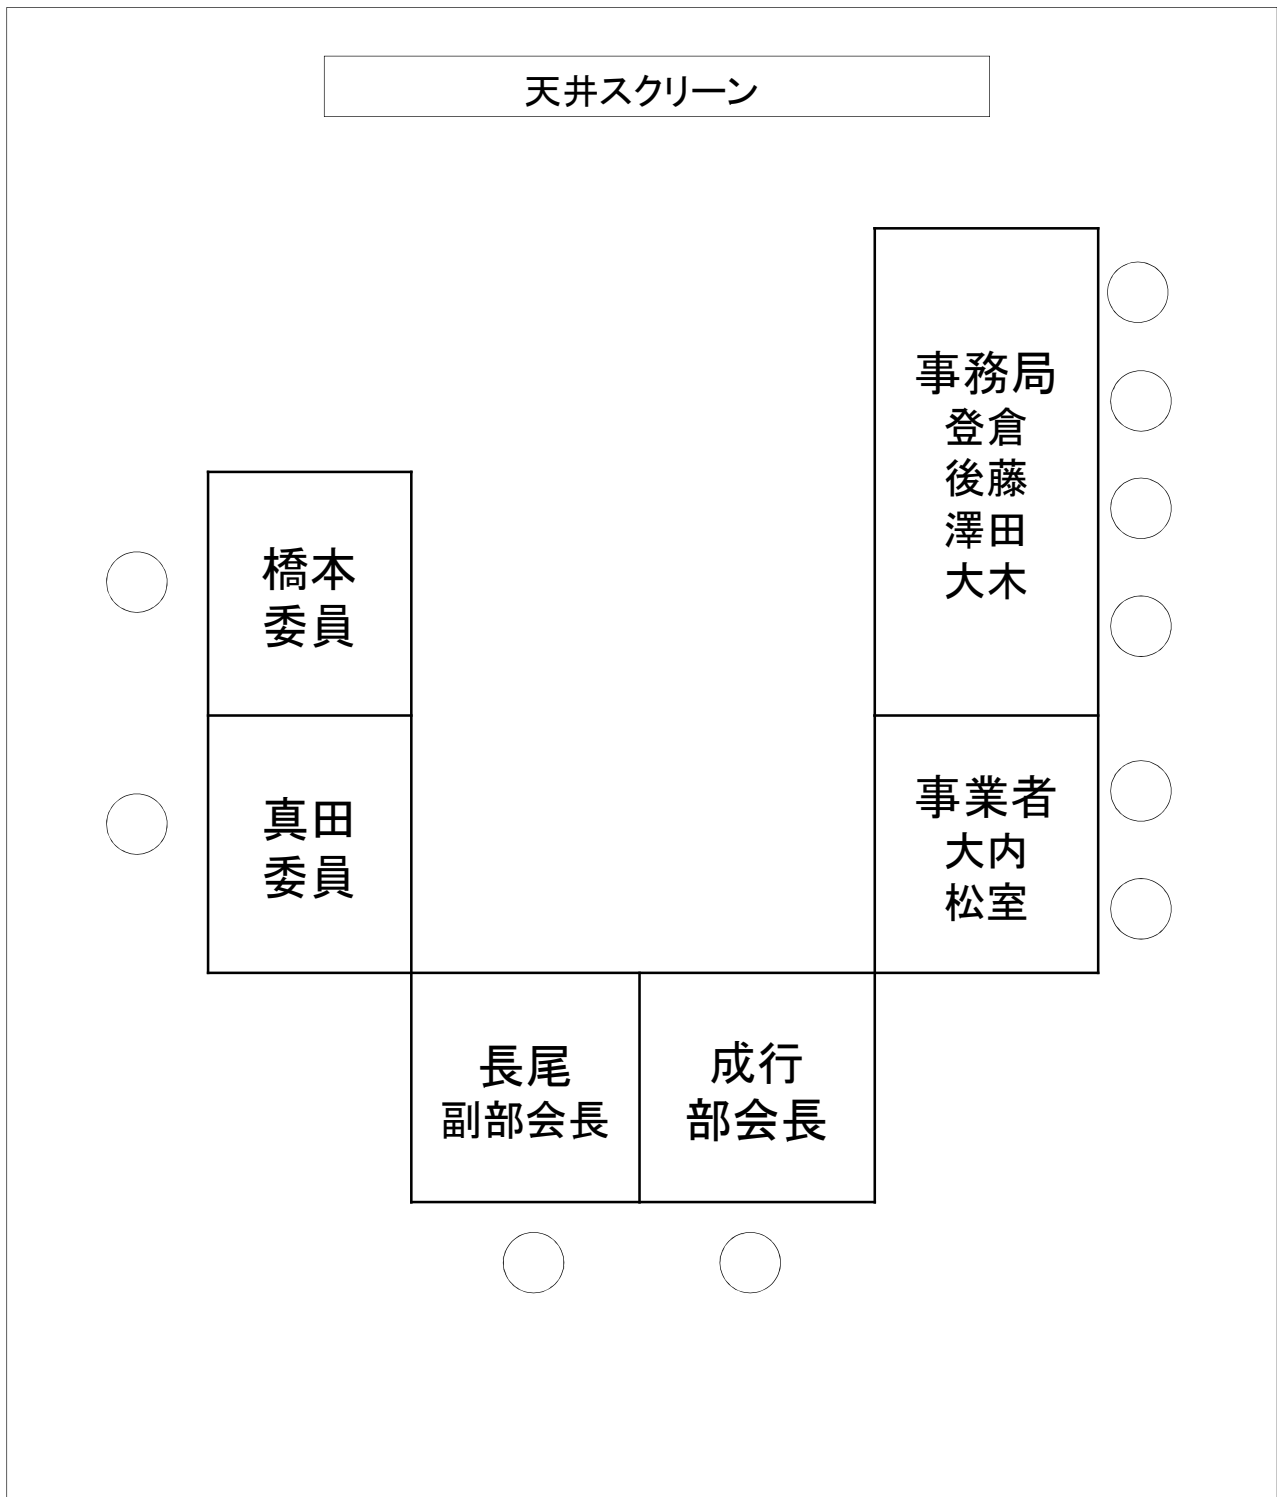 天井スクリーン
事務局
登倉
後藤
澤田
大木
橋本
委員
真田
委員
事業者
大内
松室
長尾
副部会長
成行
部会長